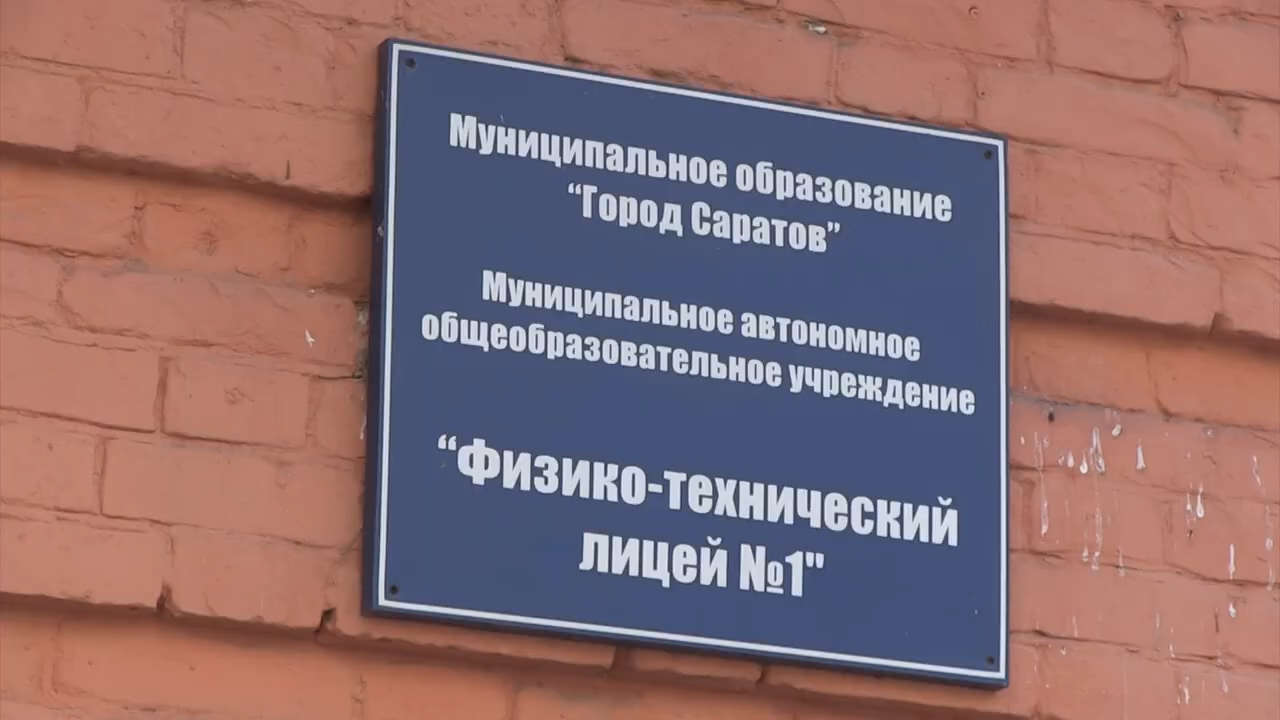 Муниципальное образование
“Город Саратов”
Муниципальное автономное
общеобразовательное учреждение
“Физико-технический
лицей №1"